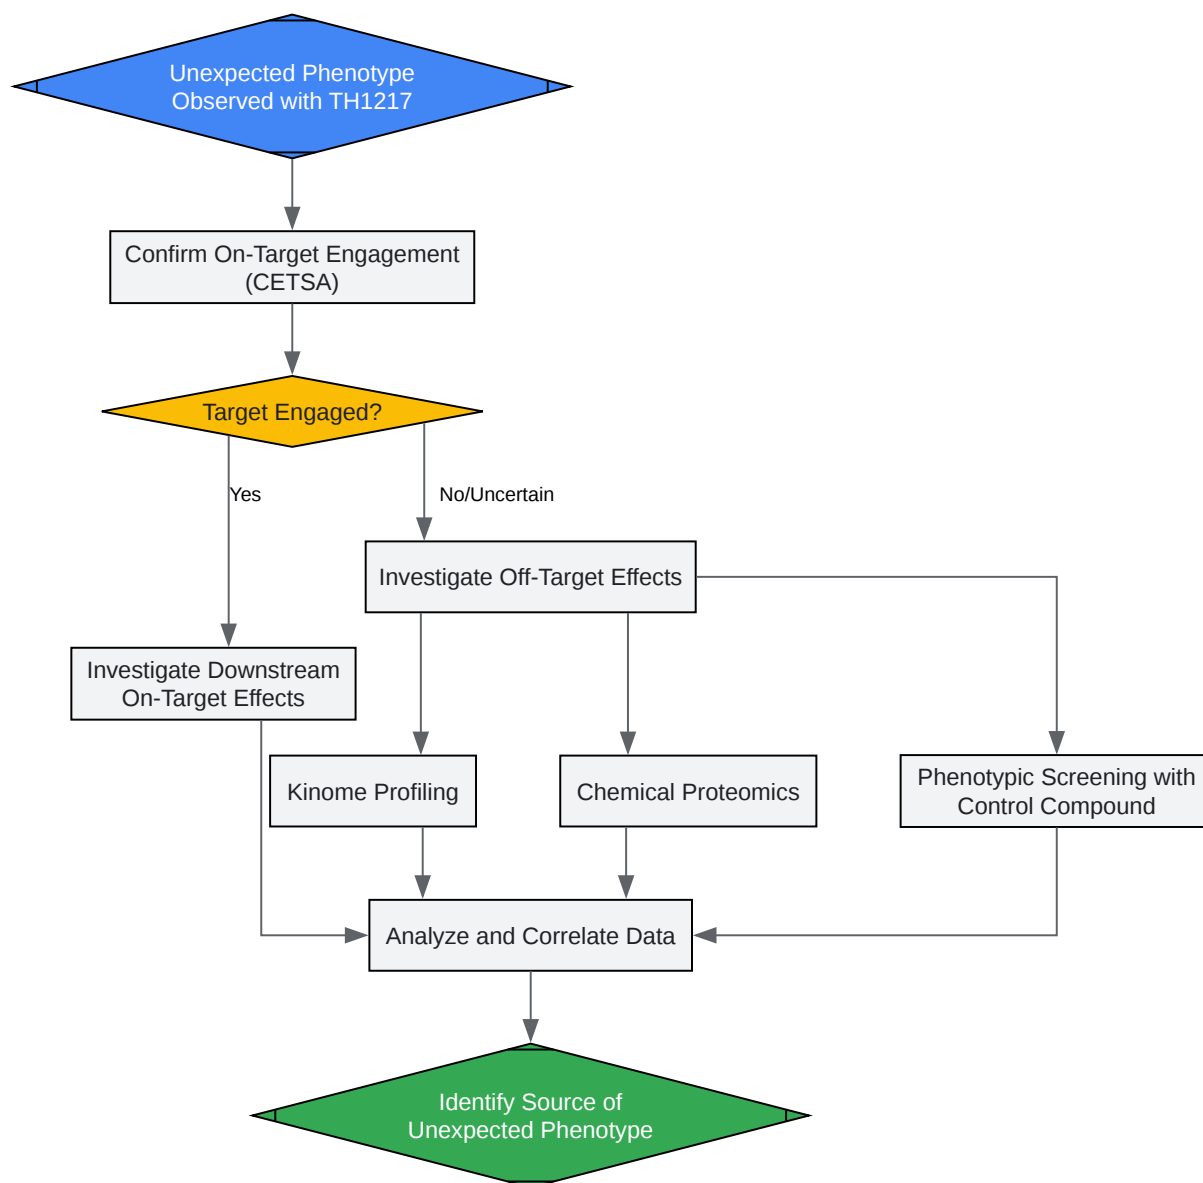 Unexpected Phenotype
Observed with TH1217
Confirm On-Target Engagement
(CETSA)
Target Engaged?
Yes
No/Uncertain
Investigate Off-Target Effects
Investigate Downstream
On-Target Effects
Kinome Profiling
Chemical Proteomics
Phenotypic Screening with
Control Compound
Analyze and Correlate Data
Identify Source of
Unexpected Phenotype